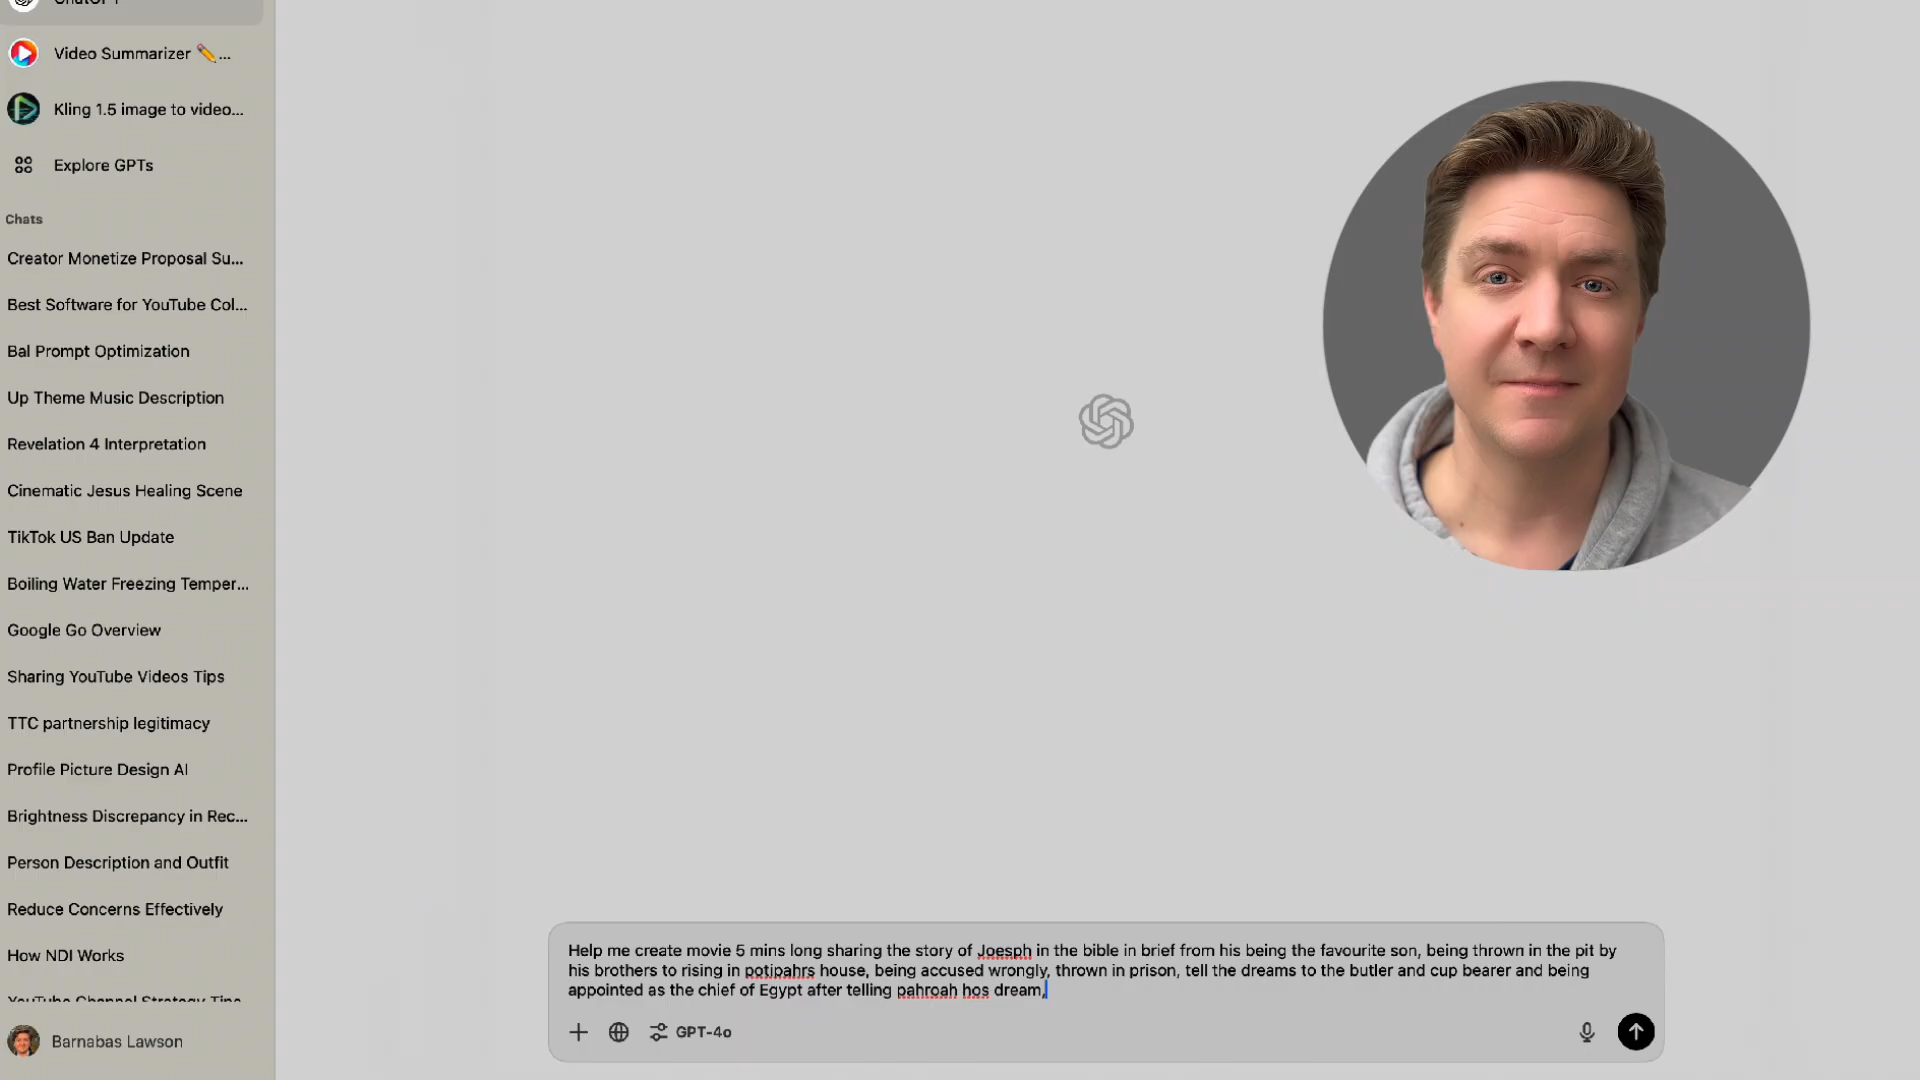 ChatGPT
Video Summarizer ✏️...
Kling 1.5 image to video...
Explore GPTs
Chats
Creator Monetize Proposal Su...
Best Software for YouTube Col...
Bal Prompt Optimization
Up Theme Music Description
Revelation 4 Interpretation
Cinematic Jesus Healing Scene
TikTok US Ban Update
Boiling Water Freezing Temper...
Google Go Overview
Sharing YouTube Videos Tips
TTC partnership legitimacy
Profile Picture Design AI
Brightness Discrepancy in Rec...
Person Description and Outfit
Reduce Concerns Effectively
How NDI Works
YouTube Channel Strategy Tips
Barnabas Lawson
Help me create movie 5 mins long sharing the story of Joesph in the bible in brief from his being the favourite son, being thrown in the pit by
his brothers to rising in potipahrs house, being accused wrongly, thrown in prison, tell the dreams to the butler and cup bearer and being
appointed as the chief of Egypt after telling pahroah hos dream,
GPT-4o